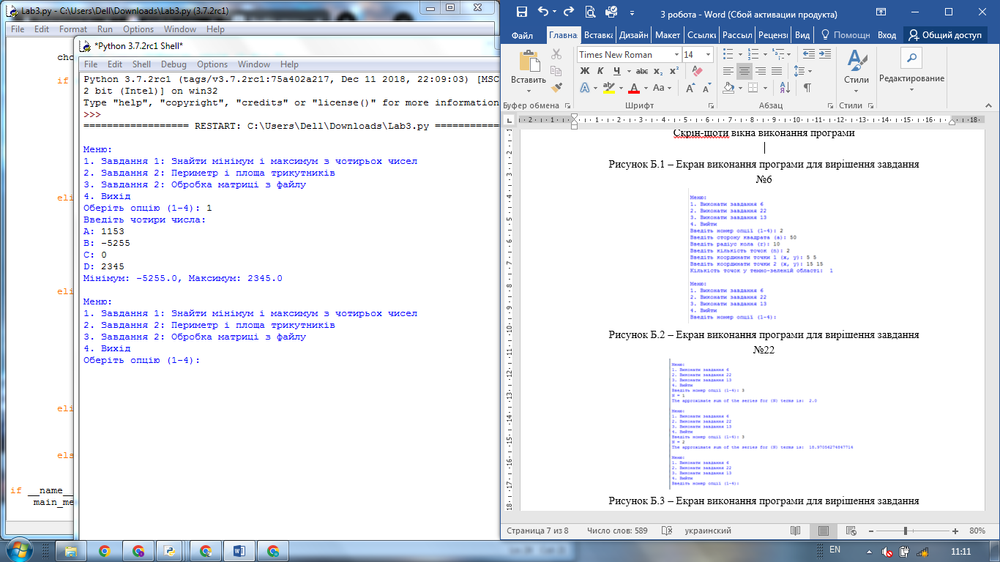 Lab3.py - C:\Users\Dell\Downloads\Lab3.py (3.7.2rc1)
File Edit Format Run Options Window Help
cho
if
eli
eli
eli
els
if __name__
main_me
*Python 3.7.2rc1 Shell*
File Edit Shell Debug Options Window Help
Python 3.7.2rc1 (tags/v3.7.2rc1:75a402a217, Dec 11 2018, 22:09:03) [MSC
2 bit (Intel)] on win32
Type "help", "copyright", "credits" or "license()" for more information
>>>
================== RESTART: C:\Users\Dell\Downloads\Lab3.py ===========
Меню:
1. Завдання 1: Знайти мінімум і максимум з чотирьох чисел
2. Завдання 2: Периметр і площа трикутників
3. Завдання 2: Обробка матриці з файлу
4. Вихід
Оберіть опцію (1-4): 1
Введіть чотири числа:
A: 1153
B: -5255
C: 0
D: 2345
Мінімум: -5255.0, Максимум: 2345.0
Меню:
1. Завдання 1: Знайти мінімум і максимум з чотирьох чисел
2. Завдання 2: Периметр і площа трикутників
3. Завдання 2: Обробка матриці з файлу
4. Вихід
Оберіть опцію (1-4):
3 робота - Word (Сбой активации продукта)
Файл Главна Вставка Дизайн Макет Ссылки Рассыл Реценз Вид Помощн Вход Общий доступ
Times New Roman 14
Вставить
Ж К Ч abc x₂ x²
Aa
Стили
Редактирование
Буфер обмена Шрифт Абзац Стили
Скрін-шоти вікна виконання програми
Рисунок Б.1 – Екран виконання програми для вирішення завдання
№6
Меню:
1. Виконати завдання 6
2. Виконати завдання 22
3. Виконати завдання 13
4. Вийти
Введіть номер опції (1-4): 2
Введіть сторону квадрата (a): 50
Введіть радіус кола (r): 10
Введіть кількість точок (n): 2
Введіть координати точки 1 (x, y): 5 5
Введіть координати точки 2 (x, y): 15 15
Кількість точок у темно-зеленій області: 1
Меню:
1. Виконати завдання 6
2. Виконати завдання 22
3. Виконати завдання 13
4. Вийти
Введіть номер опції (1-4):
Рисунок Б.2 – Екран виконання програми для вирішення завдання
№22
Меню:
1. Виконати завдання 6
2. Виконати завдання 22
3. Виконати завдання 13
4. Вийти
Введіть номер опції (1-4): 3
N = 1
The approximate sum of the series for (N) terms is: 2.0
Меню:
1. Виконати завдання 6
2. Виконати завдання 22
3. Виконати завдання 13
4. Вийти
Введіть номер опції (1-4): 3
N = 2
The approximate sum of the series for (N) terms is:
Меню:
1. Виконати завдання 6
2. Виконати завдання 22
3. Виконати завдання 13
4. Вийти
Введіть номер опції (1-4):
Рисунок Б.3 – Екран виконання програми для вирішення завдання
Страница 7 из 8 Число слов: 589 украинский 80%
EN 11:11